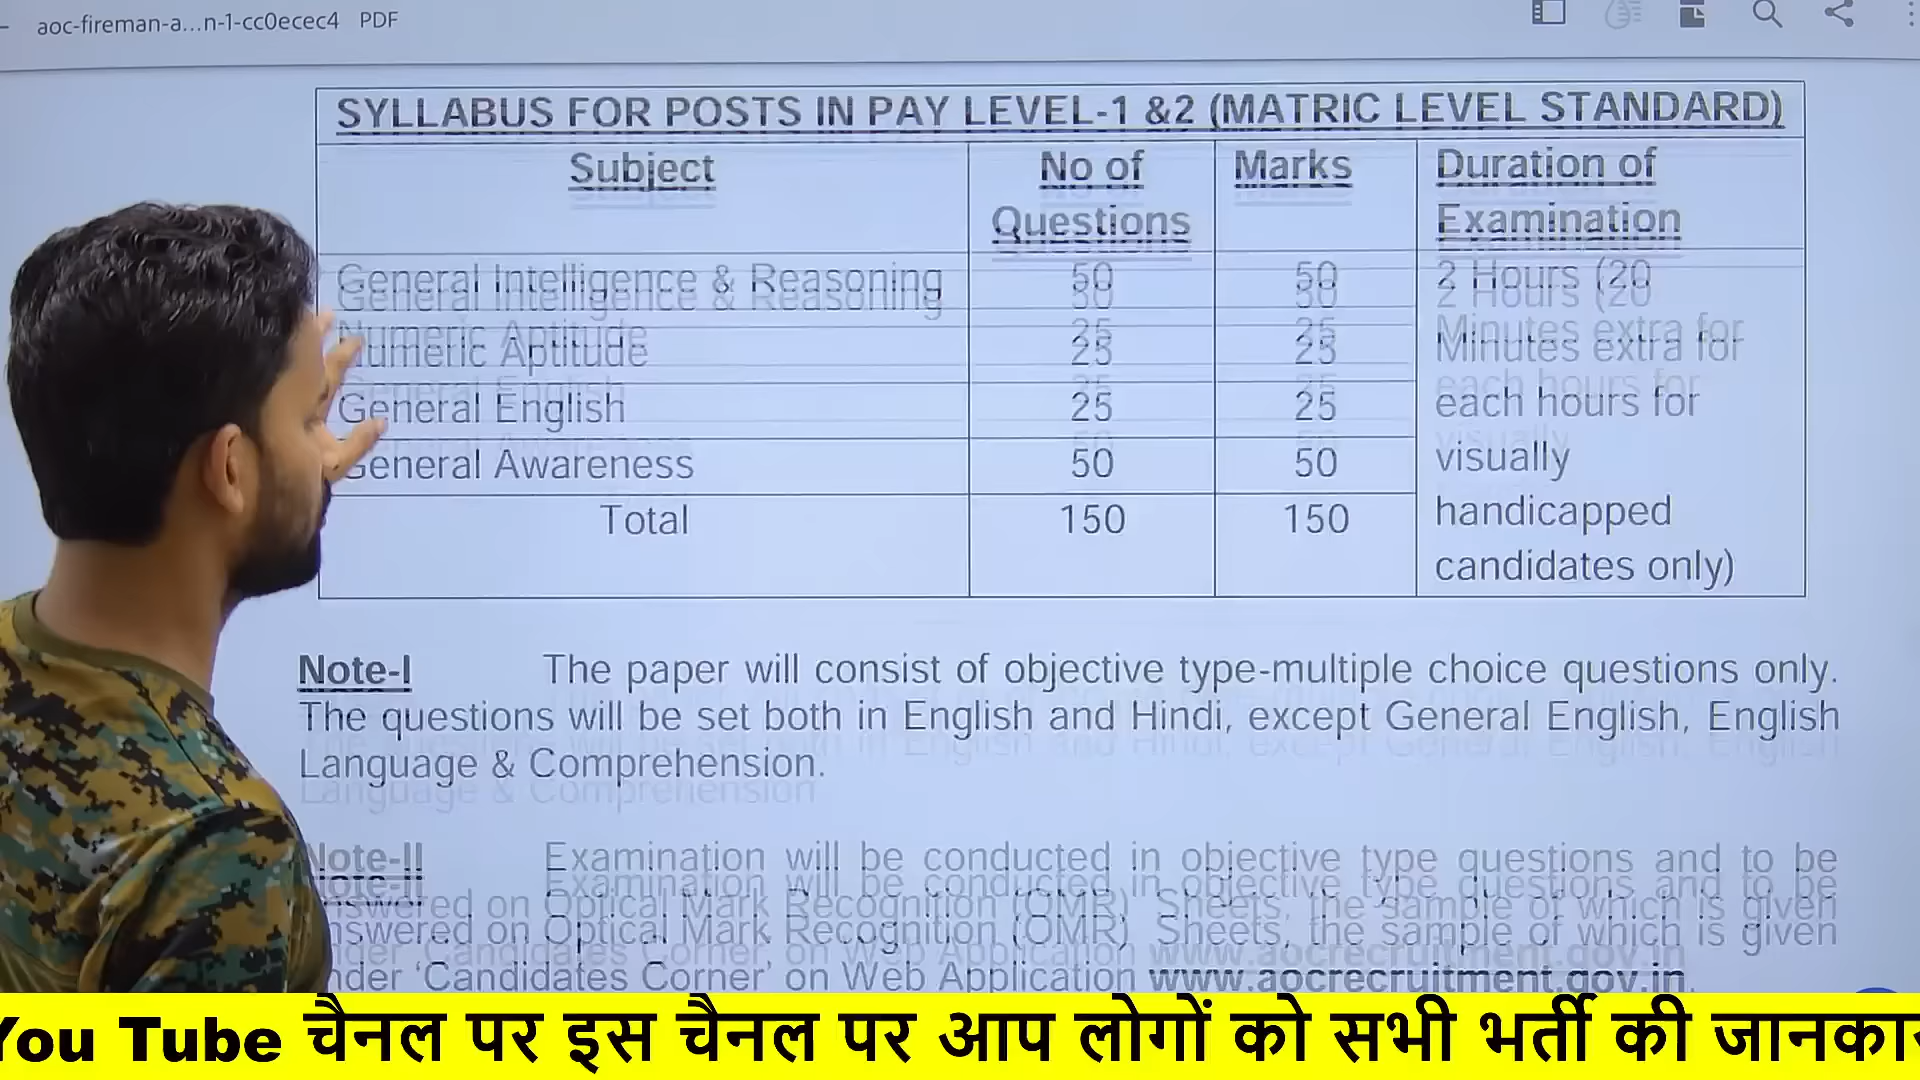 aoc-fireman-a...n-1-cc0ecec4 PDF
SYLLABUS FOR POSTS IN PAY LEVEL-1 &2 (MATRIC LEVEL STANDARD)
Subject No of Questions Marks Duration of Examination
General Intelligence & Reasoning 50 50 2 Hours (20
Numeric Aptitude 25 25 Minutes extra for
General English 25 25 each hours for
General Awareness 50 50 visually
Total 150 150 handicapped
candidates only)
Note-I The paper will consist of objective type-multiple choice questions only.
The questions will be set both in English and Hindi, except General English, English
Language & Comprehension.
Note-II Examination will be conducted in objective type questions and to be
nswered on Optical Mark Recognition (OMR) Sheets, the sample of which is given
nder ‘Candidates Corner’ on Web Application www.aocrecruitment.gov.in.
You Tube चैनल पर इस चैनल पर आप लोगों को सभी भर्ती की जानका